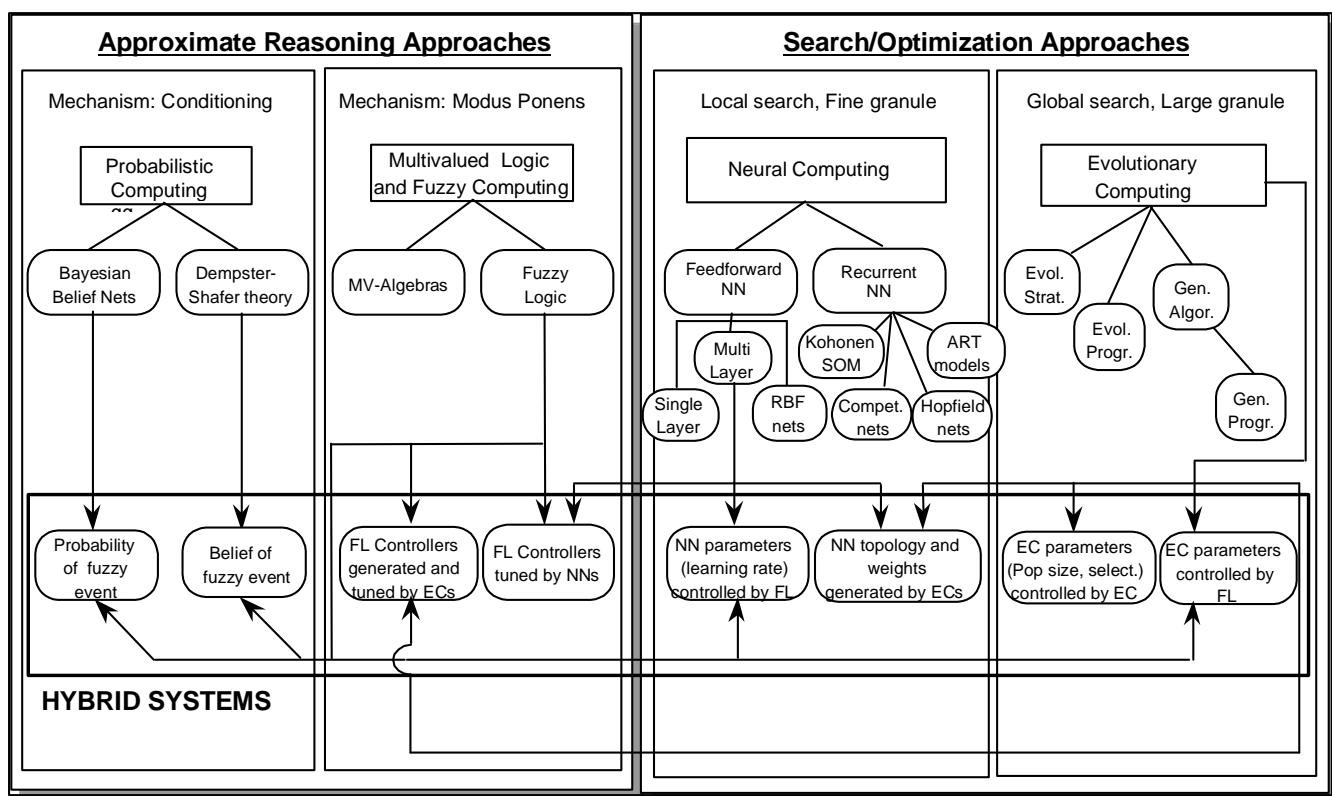 Approximate Reasoning Approaches
Search/Optimization Approaches
Mechanism: Conditioning
Mechanism: Modus Ponens
Local search, Fine granule
Global search, Large granule
Probabilistic
Computing
Multivalued Logic
and Fuzzy Computing
Neural Computing
Evolutionary
Computing
Bayesian
Belief Nets
Dempster-
Shafer theory
MV-Algebras
Fuzzy
Logic
Feedforward
NN
Recurrent
NN
Evol.
Strat.
Evol.
Progr.
Gen.
Algor.
Gen.
Progr.
Single
Layer
Multi
Layer
RBF
nets
Kohonen
SOM
Compet.
nets
Hopfield
nets
ART
models
Probability
of fuzzy
event
Belief of
fuzzy event
FL Controllers
generated and
tuned by ECs
FL Controllers
tuned by NNs
NN parameters
(learning rate)
controlled by FL
NN topology and
weights
generated by ECs
EC parameters
(Pop size, select.)
controlled by EC
EC parameters
controlled by
FL
HYBRID SYSTEMS